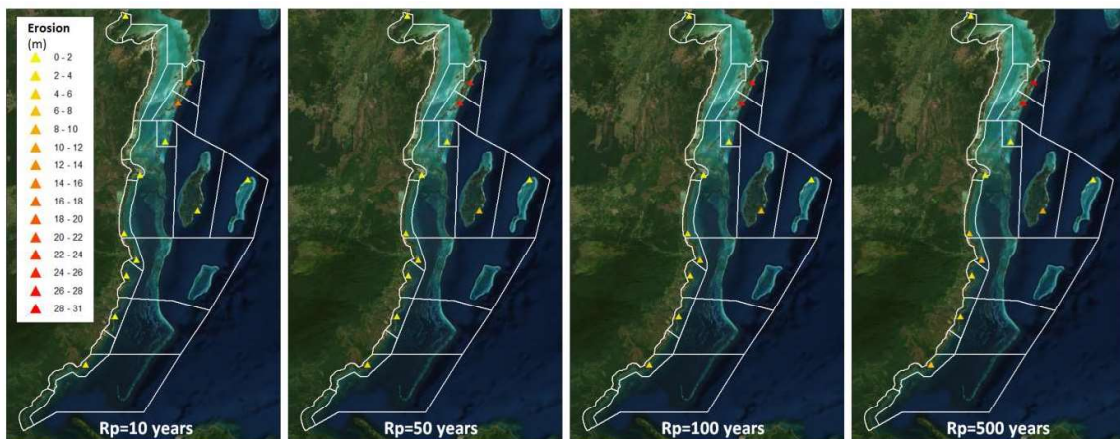 Erosion
(m)
0 - 2
2 - 4
4 - 6
6 - 8
8 - 10
10 - 12
12 - 14
14 - 16
16 - 18
18 - 20
20 - 22
22 - 24
24 - 26
26 - 28
28 - 31
Rp=10 years
Rp=50 years
Rp=100 years
Rp=500 years